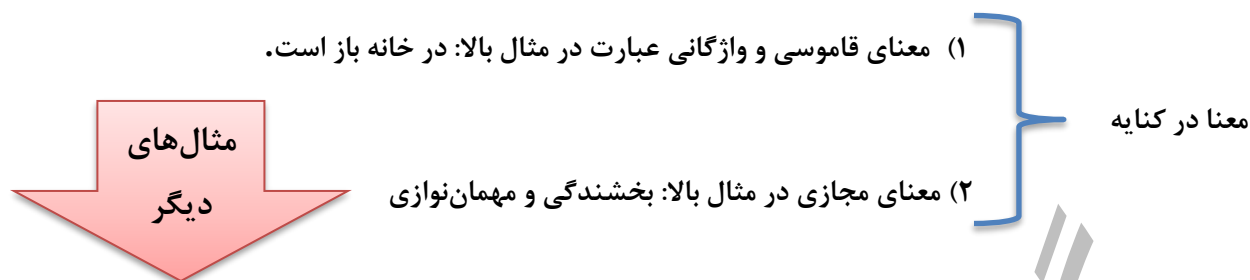 معنا در کنایه
۱) معنای قاموسی و واژگانی عبارت در مثال بالا: در خانه باز است.
۲) معنای مجازی در مثال بالا: بخشندگی و مهمان‌نوازی
مثال‌های
دیگر